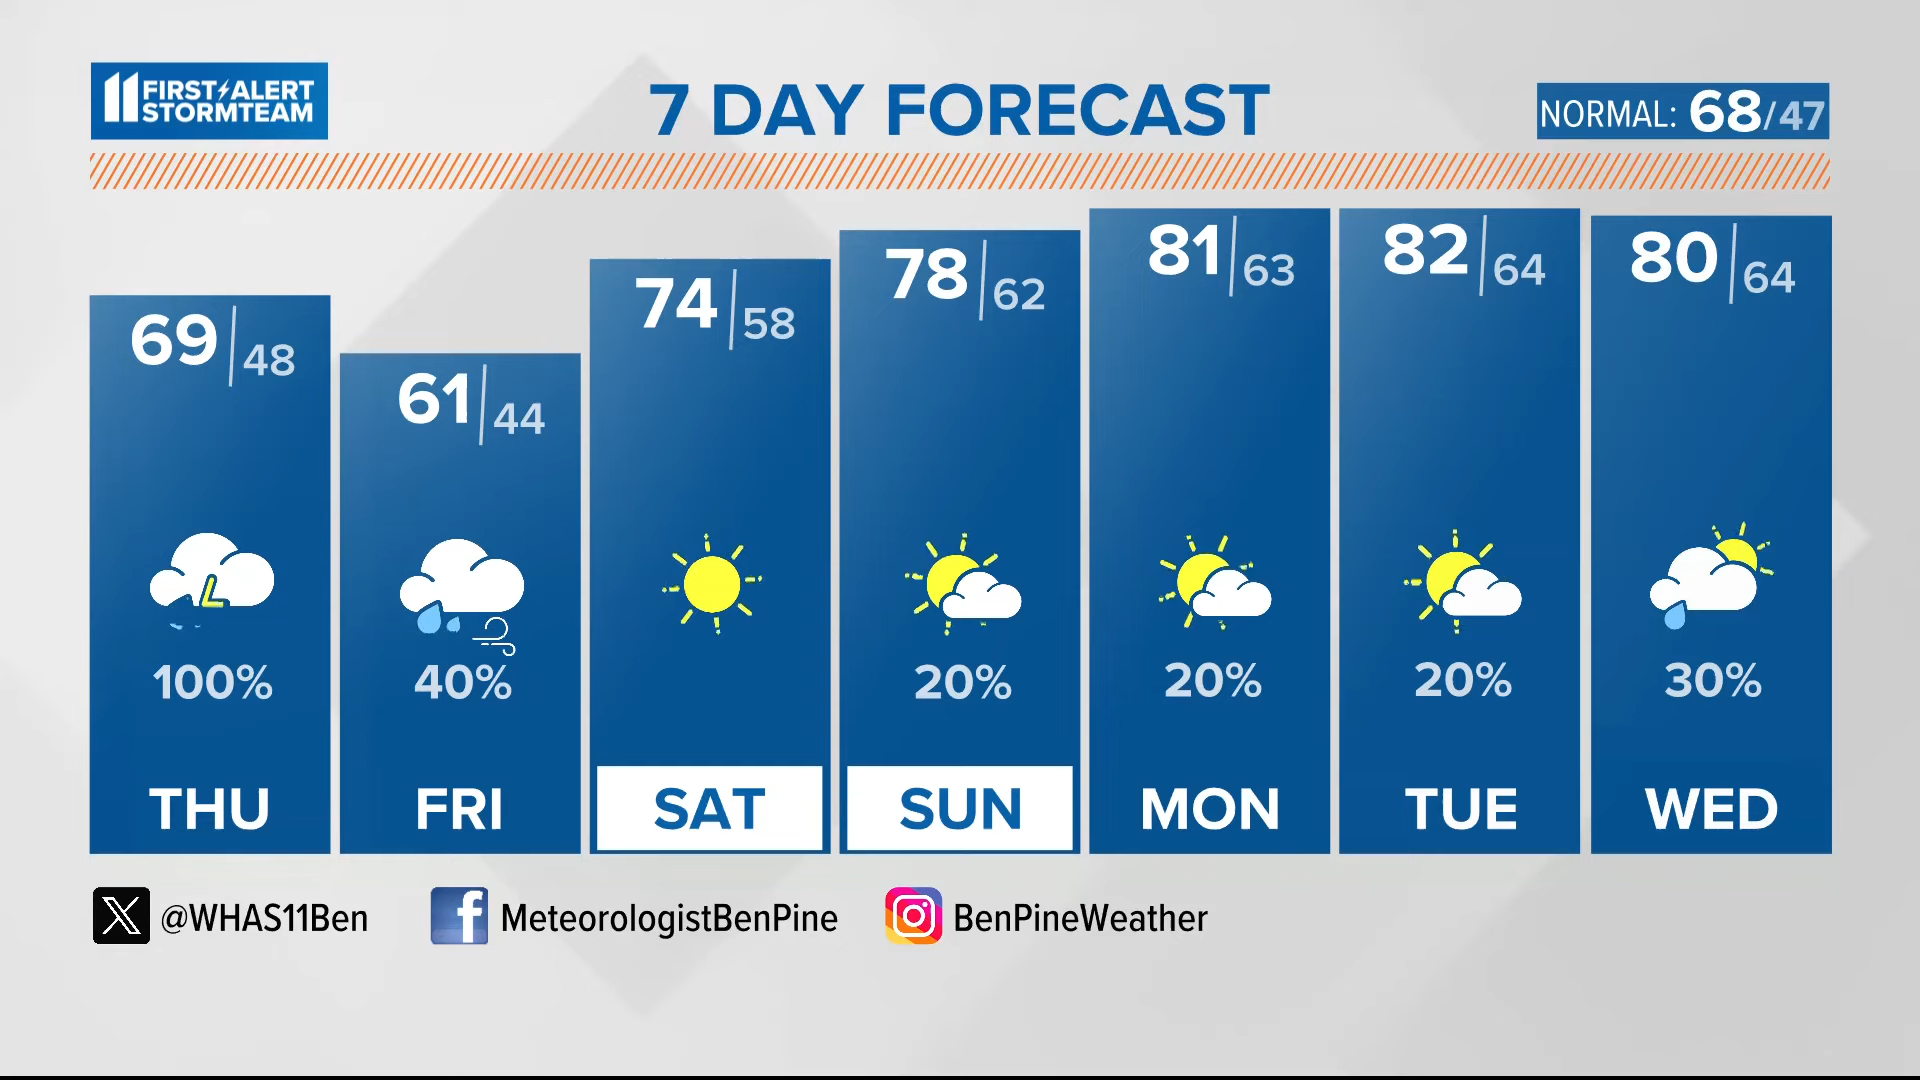 11 FIRST ALERT
STORMTEAM
7 DAY FORECAST
NORMAL: 68/47
69/48
61/44
74/58
78/62
81/63
82/64
80/64
100%
40%
20%
20%
20%
30%
THU
FRI
SAT
SUN
MON
TUE
WED
@WHAS11Ben
MeteorologistBenPine
BenPineWeather